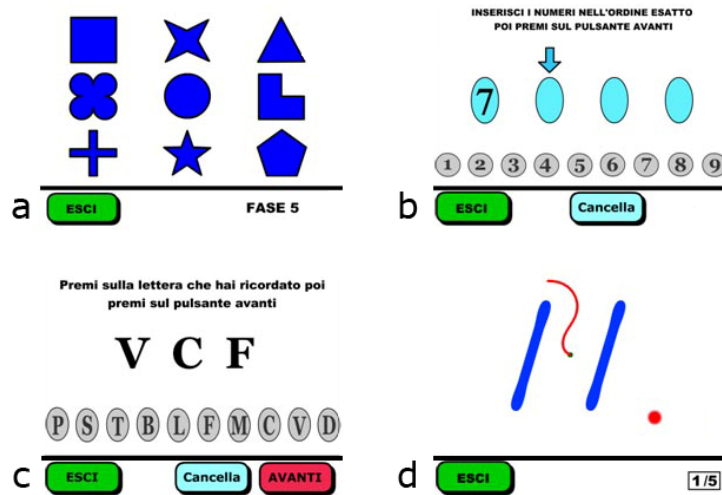 a
ESCI
FASE 5
INSERISCI I NUMERI NELL'ORDINE ESATTO
POI PREMI SUL PULSANTE AVANTI
7
1 2 3 4 5 6 7 8 9
b
ESCI
Cancella
Premi sulla lettera che hai ricordato poi
premi sul pulsante avanti
V C F
P S T B L F M C V D
c
ESCI
Cancella
AVANTI
d
ESCI
1/5